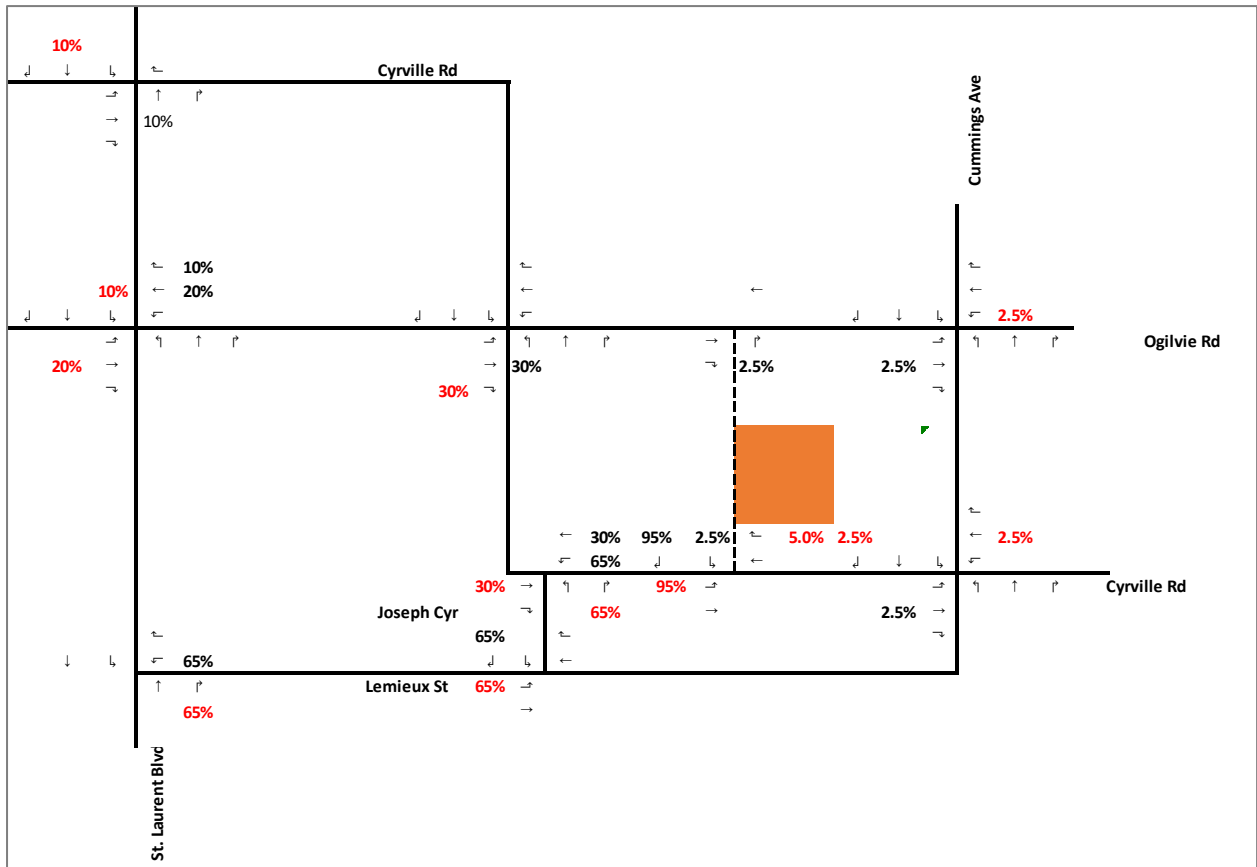 10%
Cyrville Rd
10%
Cummings Ave
10%
10% 20%
2.5%
Ogilvie Rd
20% 30% 2.5% 2.5%
30%
30% 95% 2.5% 5.0% 2.5% 2.5%
65%
30% 95% Cyrville Rd
Joseph Cyr 65% 2.5%
65%
65%
Lemieux St 65%
65%
St. Laurent Blvd